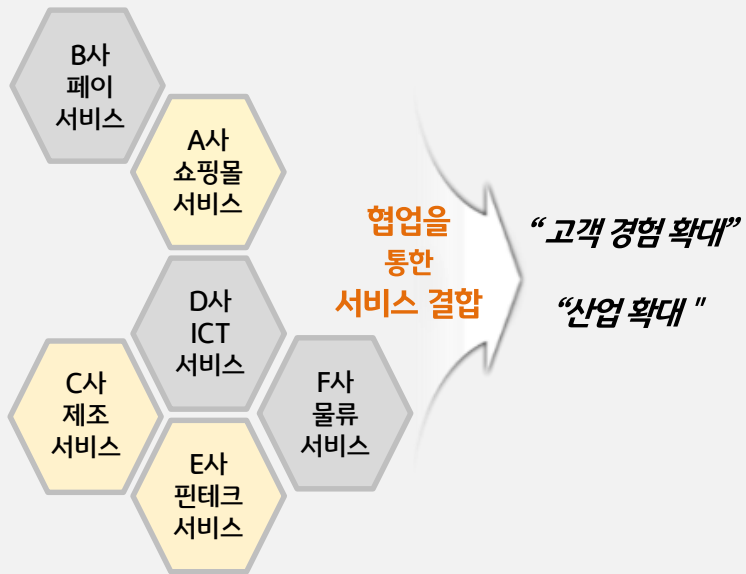 B사
페이
서비스
A사
쇼핑몰
서비스
D사
ICT
서비스
C사
제조
서비스
F사
물류
서비스
E사
핀테크
서비스
협업을
통한
서비스 결합
“ 고객 경험 확대”
“산업 확대 "